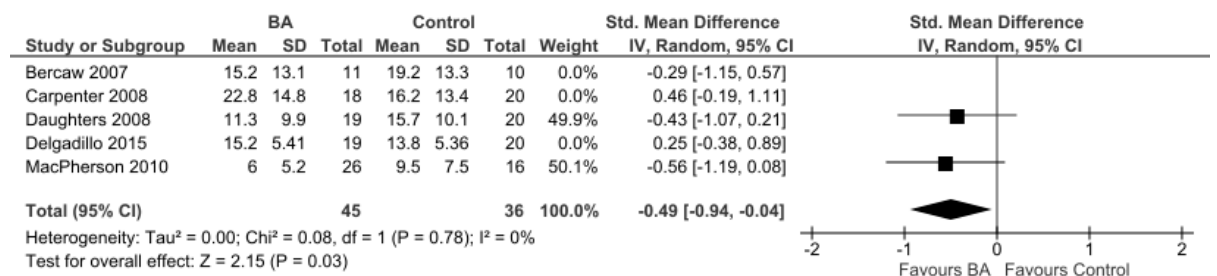 BA Control Std. Mean Difference Std. Mean Difference
Study or Subgroup Mean SD Total Mean SD Total Weight IV, Random, 95% CI IV, Random, 95% CI
Bercaw 2007 15.2 13.1 11 19.2 13.3 10 0.0% -0.29 [-1.15, 0.57]
Carpenter 2008 22.8 14.8 18 16.2 13.4 20 0.0% 0.46 [-0.19, 1.11]
Daughters 2008 11.3 9.9 19 15.7 10.1 20 49.9% -0.43 [-1.07, 0.21]
Delgadillo 2015 15.2 5.41 19 13.8 5.36 20 0.0% 0.25 [-0.38, 0.89]
MacPherson 2010 6 5.2 26 9.5 7.5 16 50.1% -0.56 [-1.19, 0.08]
Total (95% CI) 45 36 100.0% -0.49 [-0.94, -0.04]
Heterogeneity: Tau² = 0.00; Chi² = 0.08, df = 1 (P = 0.78); I² = 0%
Test for overall effect: Z = 2.15 (P = 0.03)
-2 -1 0 1 2
Favours BA Favours Control